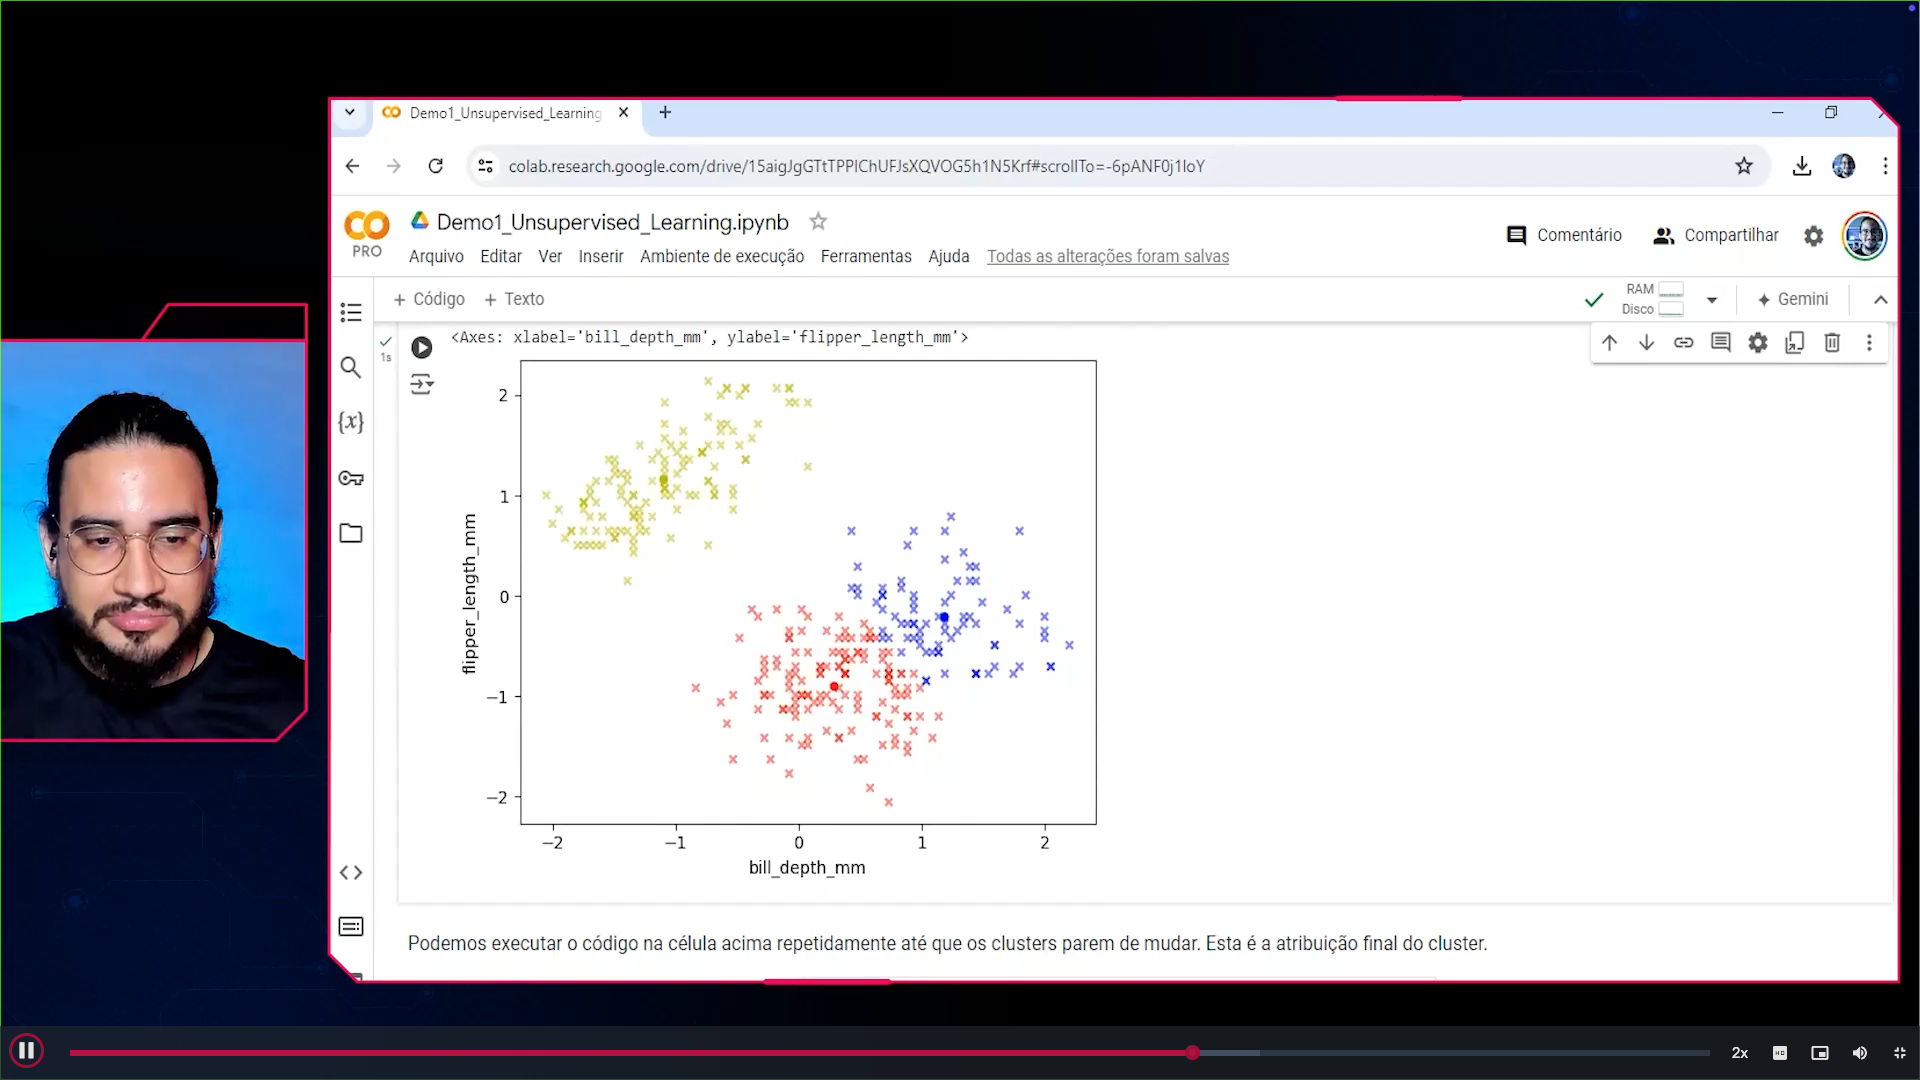 Demo1_Unsupervised_Learning
colab.research.google.com/drive/15aigJgGTtTPPIChUFJsXQVOG5h1N5Krf#scrollTo=-6pANF0j1IoY
CO
PRO
Demo1_Unsupervised_Learning.ipynb
Comentário
Compartilhar
Arquivo Editar Ver Inserir Ambiente de execução Ferramentas Ajuda Todas as alterações foram salvas
+ Código + Texto
RAM
Disco
Gemini
1s
<Axes: xlabel='bill_depth_mm', ylabel='flipper_length_mm'>
{x}
2
1
0
−1
−2
flipper_length_mm
−2 −1 0 1 2
bill_depth_mm
Podemos executar o código na célula acima repetidamente até que os clusters parem de mudar. Esta é a atribuição final do cluster.
2x
HD